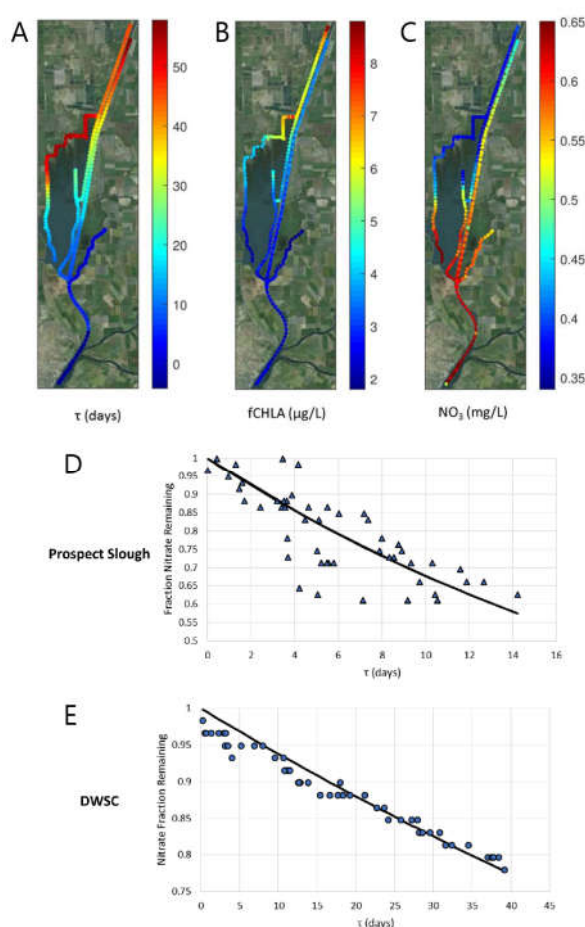 A
B
C
50
40
30
20
10
0
8
7
6
5
4
3
2
0.65
0.6
0.55
0.5
0.45
0.4
0.35
τ (days)
fCHLA (µg/L)
NO₃ (mg/L)
D
Prospect Slough
Fraction Nitrate Remaining
1
0.95
0.9
0.85
0.8
0.75
0.7
0.65
0.6
0.55
0.5
0 2 4 6 8 10 12 14 16
τ (days)
E
DWSC
Nitrate Fraction Remaining
1
0.95
0.9
0.85
0.8
0.75
0 5 10 15 20 25 30 35 40 45
τ (days)